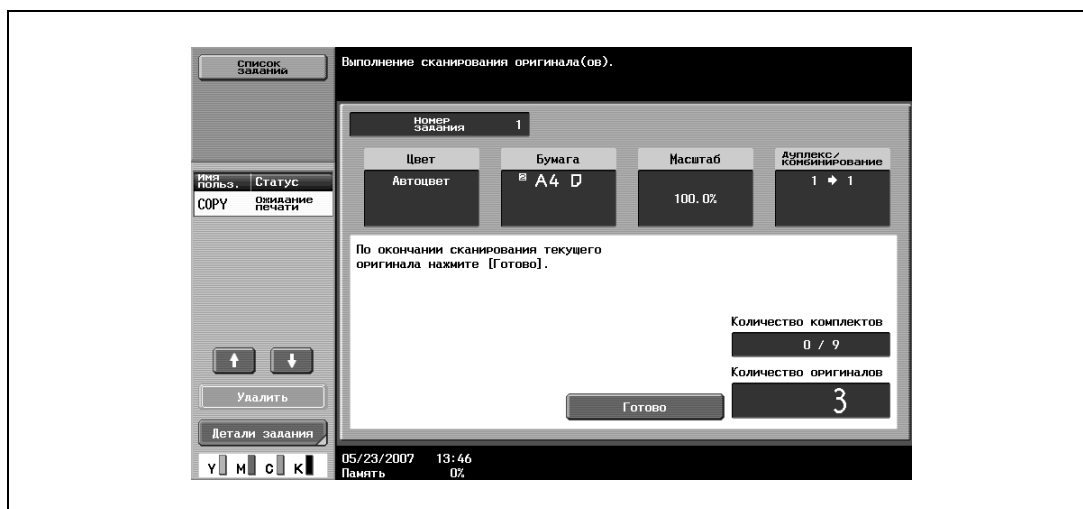 Список
заданий
Выполнение сканирования оригинала(ов).
Номер
задания
1
Цвет
Бумага
Масштаб
Дуплекс/
комбинирование
Автоцвет
2 A4
100.0%
1 → 1
Имя
польз.
Статус
COPY
Ожидание
печати
По окончании сканирования текущего
оригинала нажмите [Готово].
Количество комплектов
0 / 9
Количество оригиналов
3
Готово
Удалить
Детали задания
Y M C K
05/23/2007 13:46
Память 0%